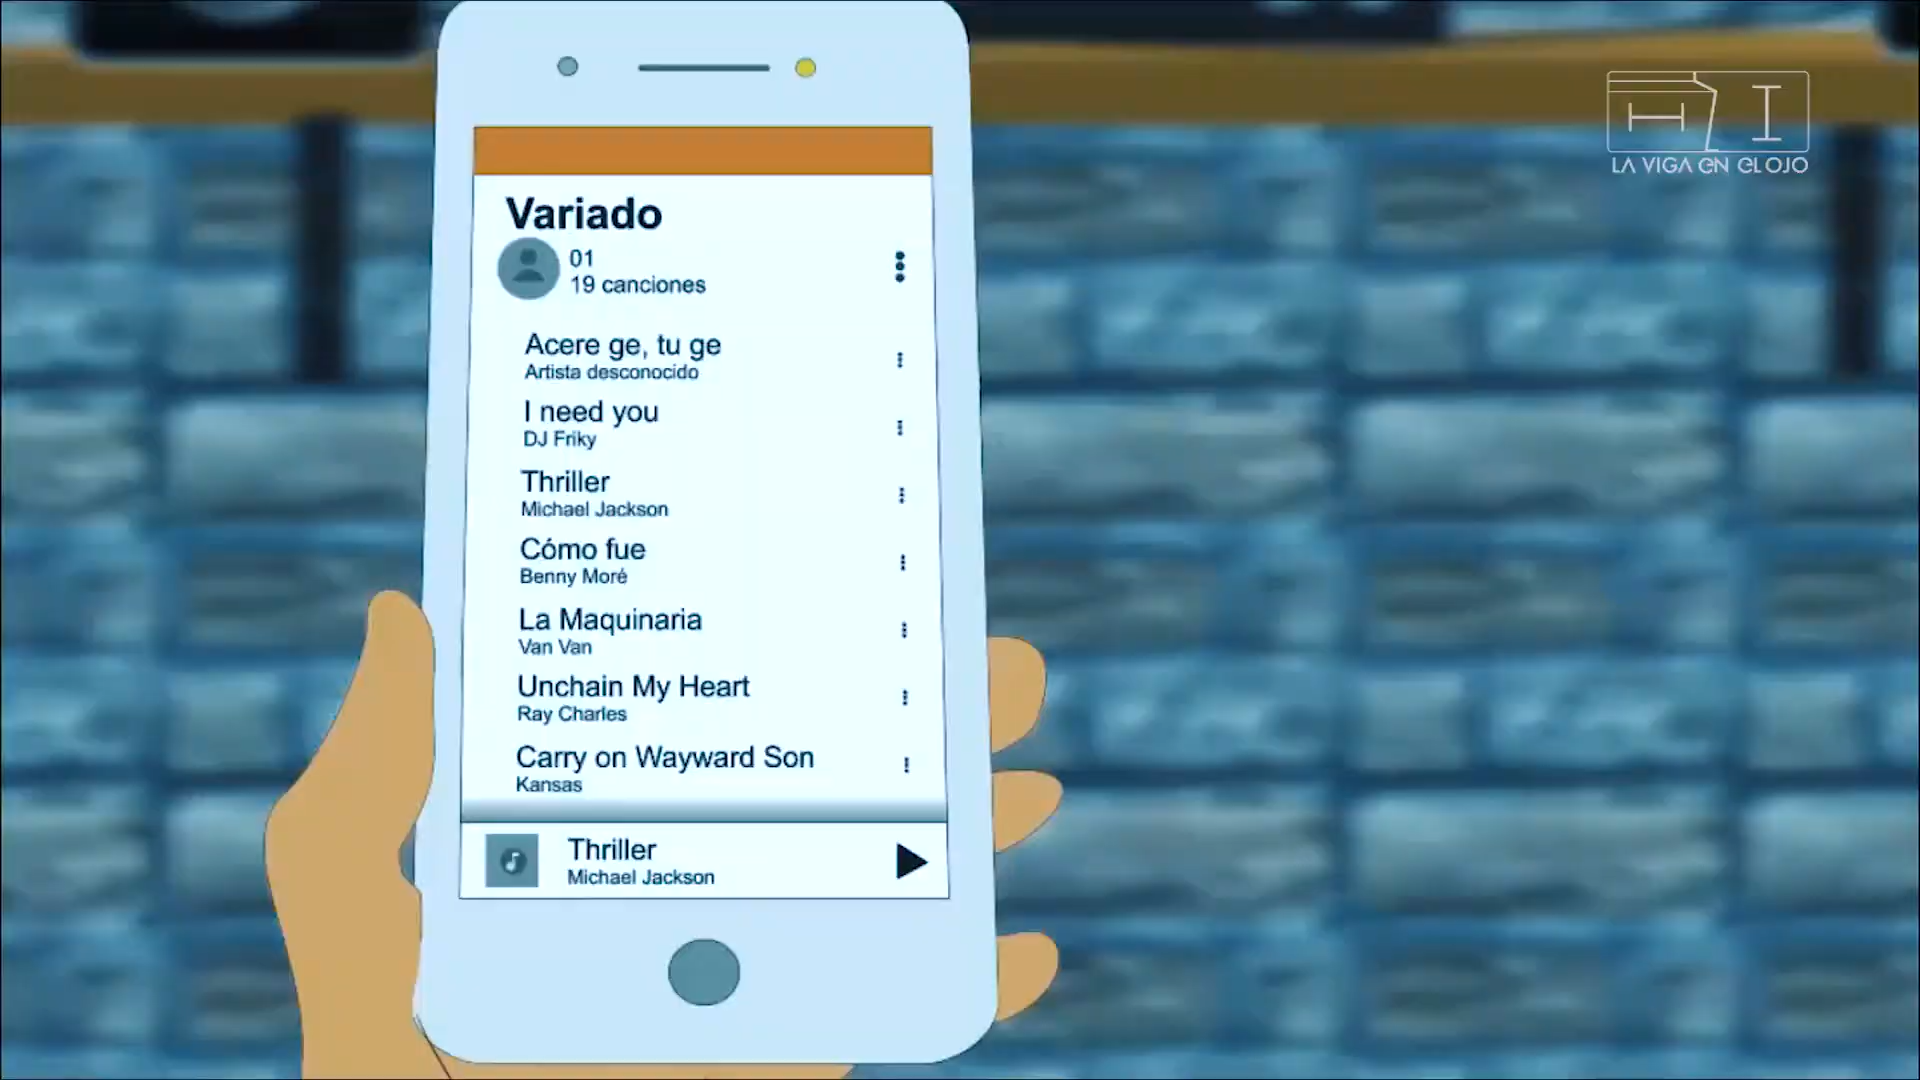 LA VIGA EN EL OJO
Variado
01
19 canciones
Acere ge, tu ge
Artista desconocido
I need you
DJ Friky
Thriller
Michael Jackson
Cómo fue
Benny Moré
La Maquinaria
Van Van
Unchain My Heart
Ray Charles
Carry on Wayward Son
Kansas
Thriller
Michael Jackson